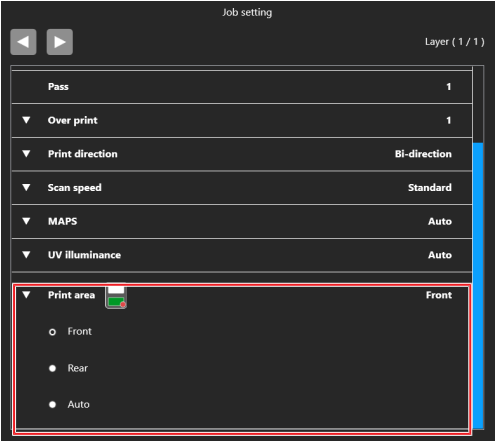 Job setting
Layer ( 1 / 1 )
Pass 1
Over print 1
Print direction Bi-direction
Scan speed Standard
MAPS Auto
UV illuminance Auto
Print area Front
Front
Rear
Auto